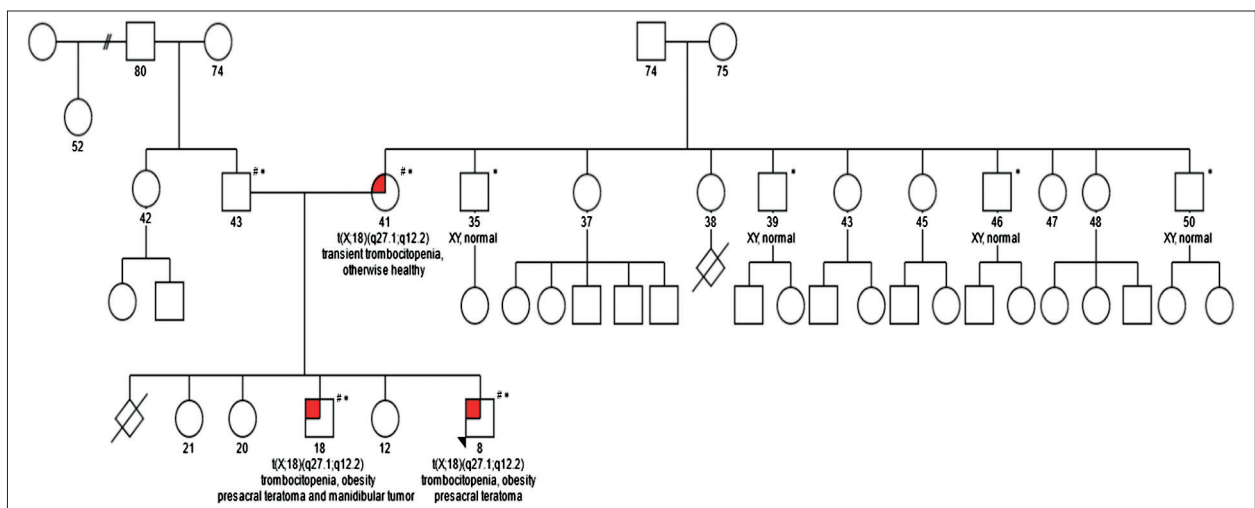 80
74
74
75
52
# *
# *
*
*
*
*
42
43
41
35
37
38
39
43
45
46
47
48
50
t(X;18)(q27.1;q12.2)
transient trombocitopenia,
otherwise healthy
XY, normal
XY, normal
XY, normal
XY, normal
# *
# *
21
20
18
12
8
t(X;18)(q27.1;q12.2)
trombocitopenia, obesity
presacral teratoma and manidibular tumor
t(X;18)(q27.1;q12.2)
trombocitopenia, obesity
presacral teratoma